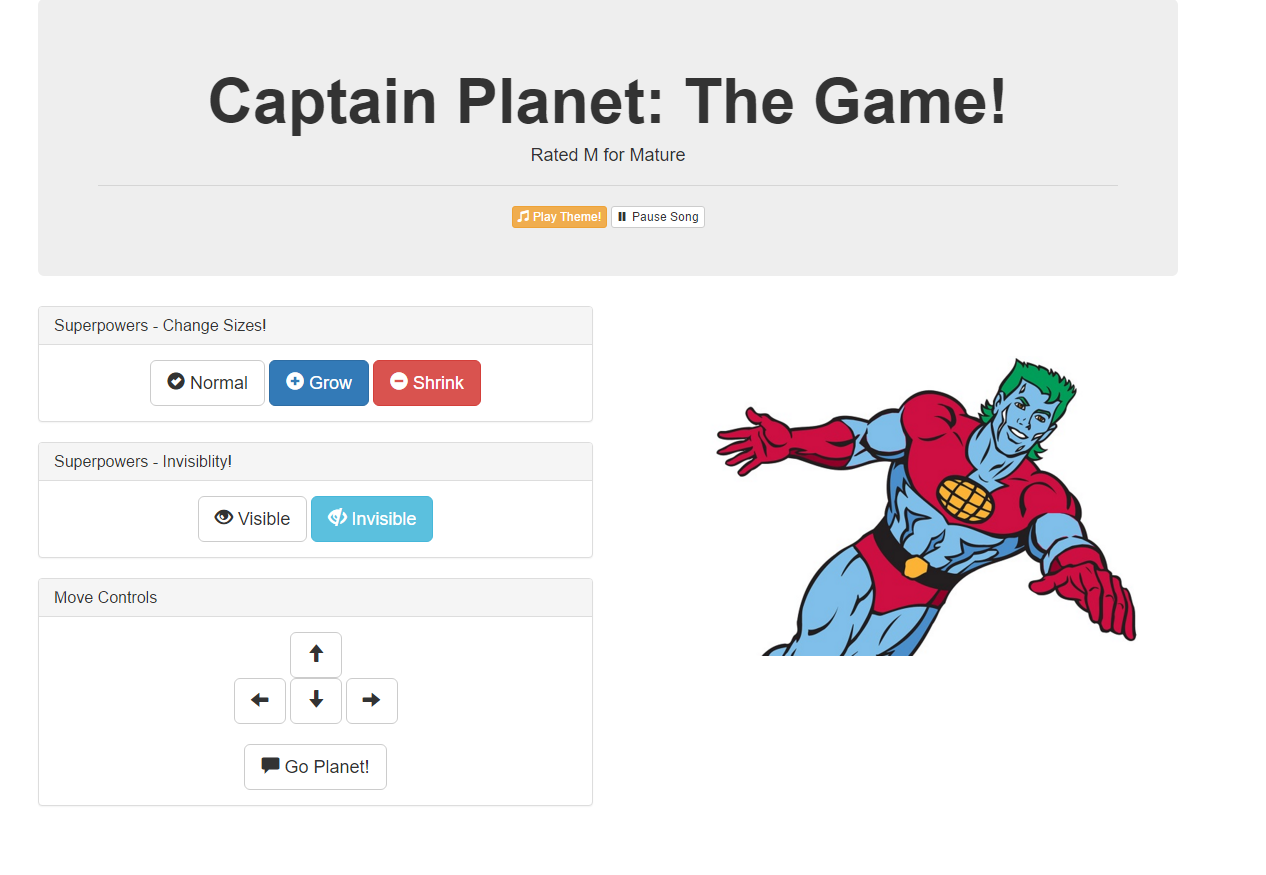 Captain Planet: The Game!
Rated M for Mature
Play Theme! Pause Song
Superpowers - Change Sizes!
Normal Grow Shrink
Superpowers - Invisiblity!
Visible Invisible
Move Controls
Go Planet!